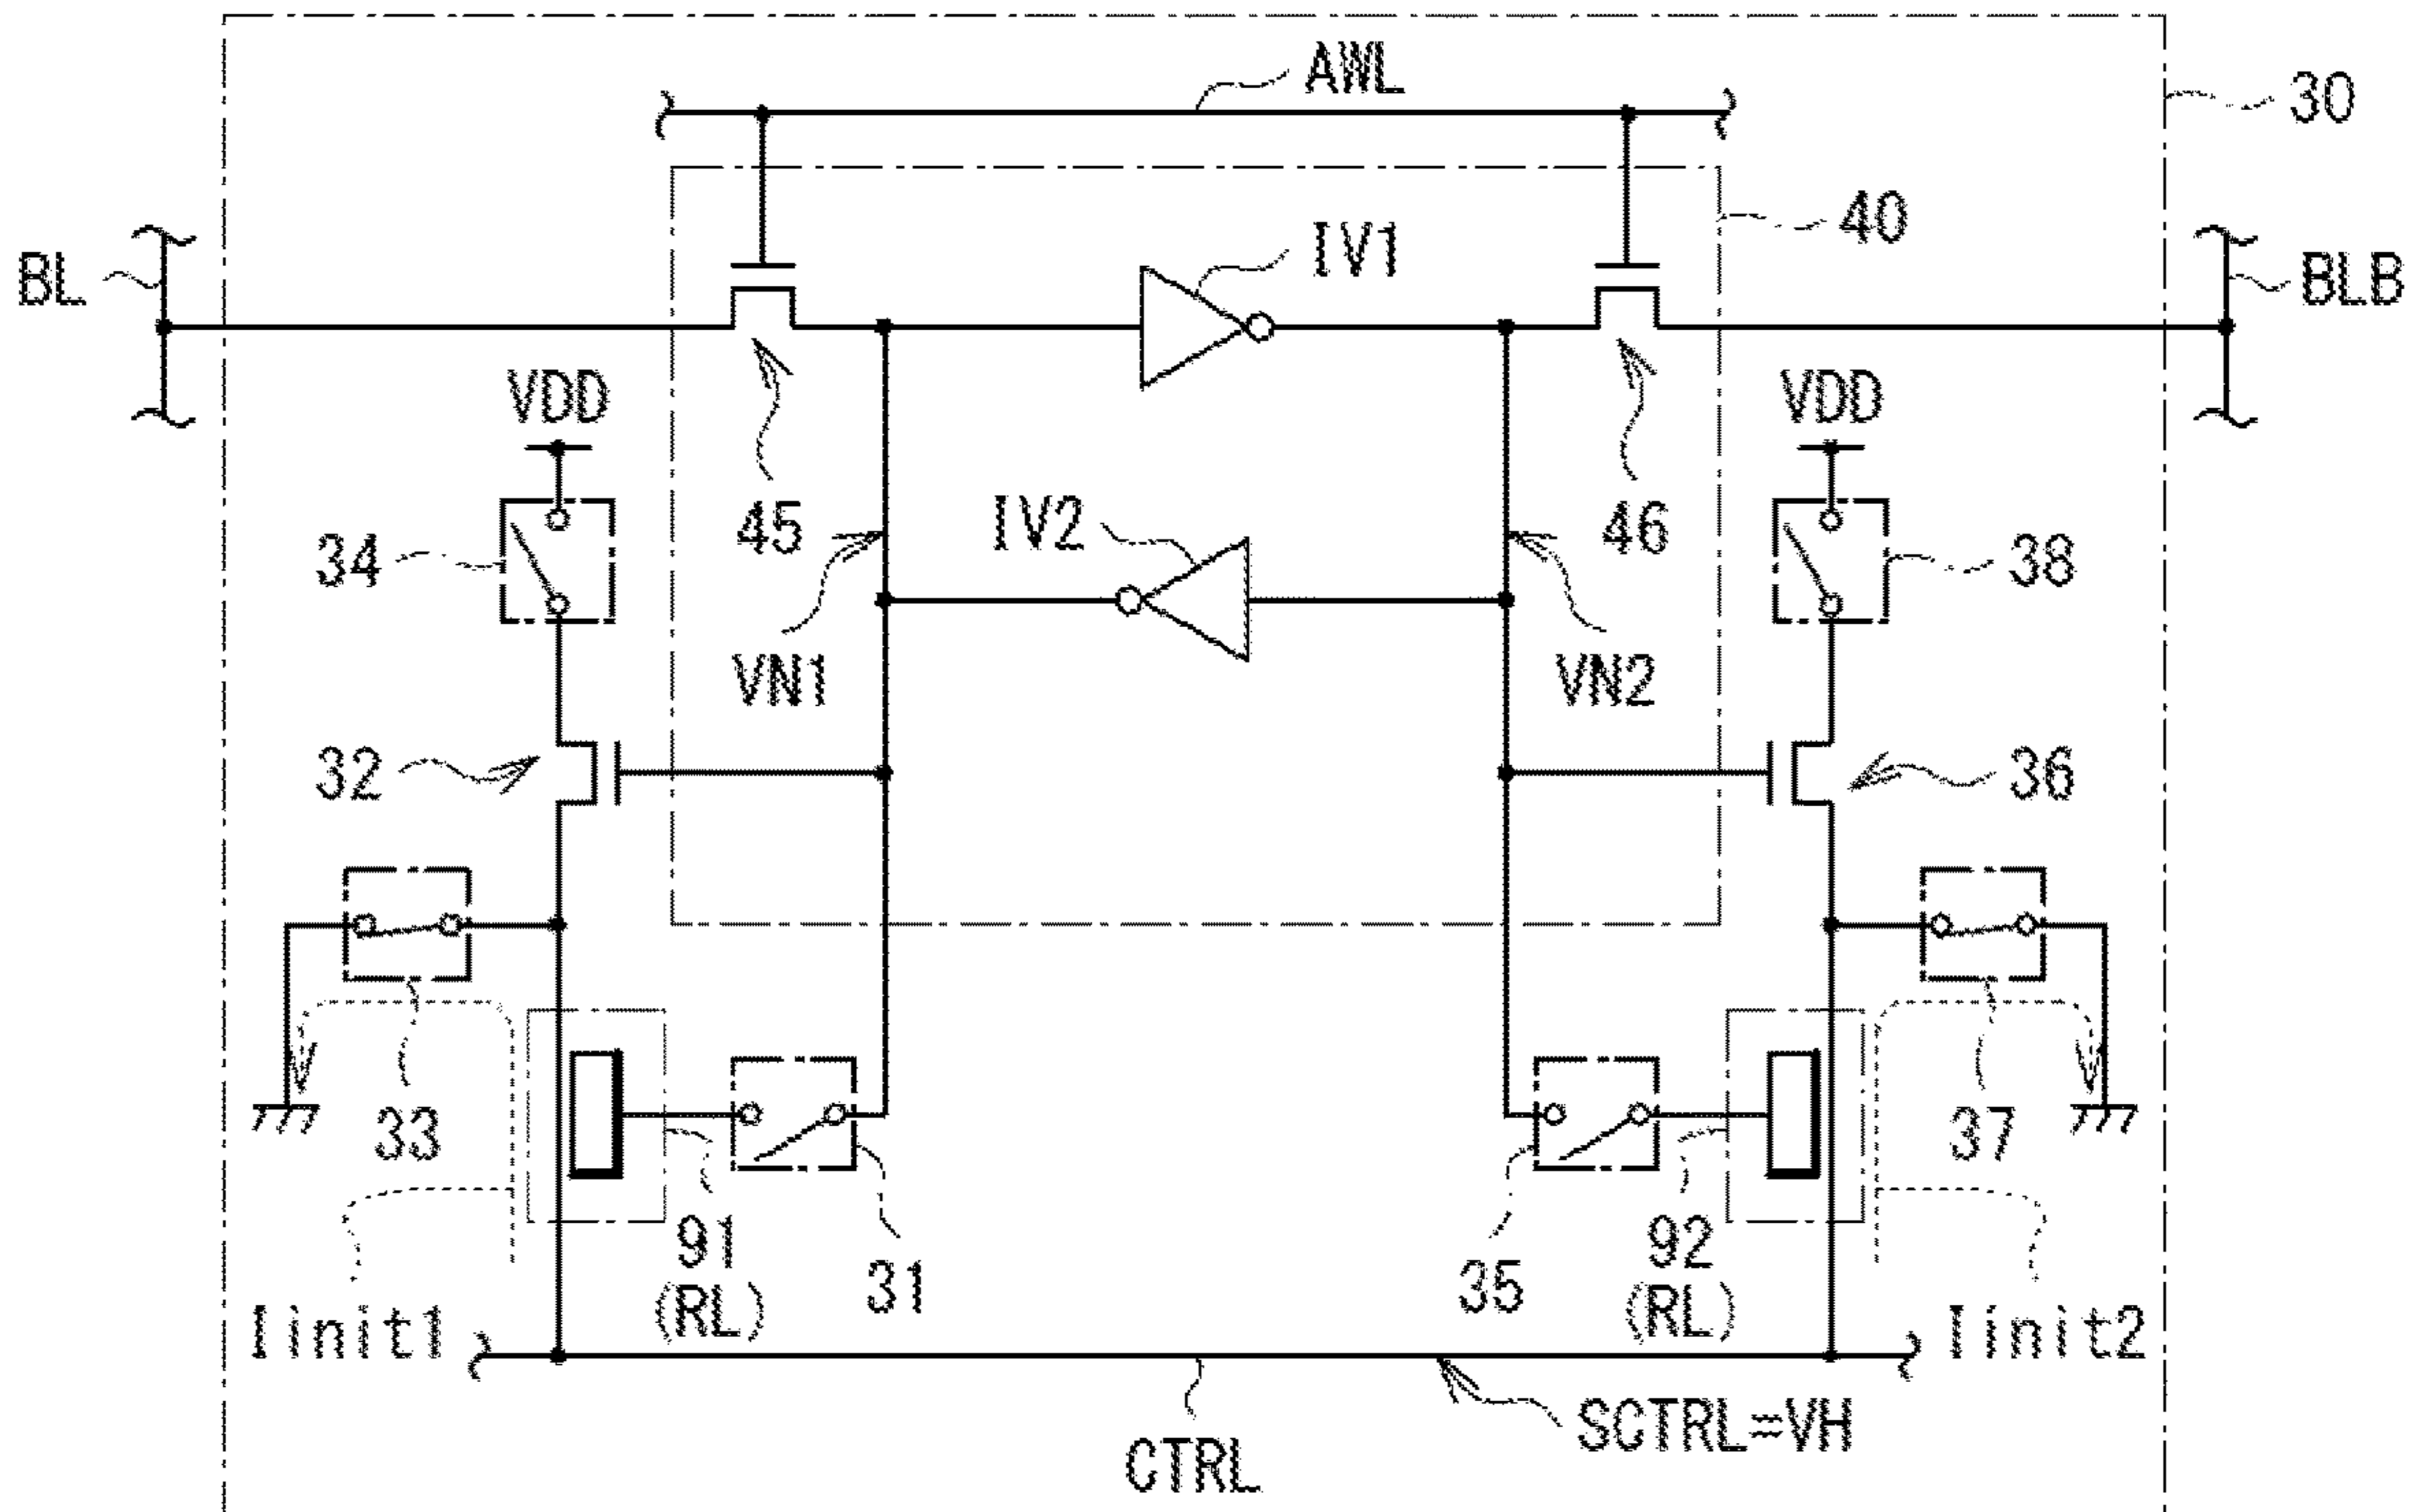 AWL
30
40
IV1
BL
BLB
VDD
VDD
45
IV2
46
34
38
VN1
VN2
32
36
33
37
91
(RL)
31
35
92
(RL)
Iinit1
Iinit2
SCTRL=VH
CTRL